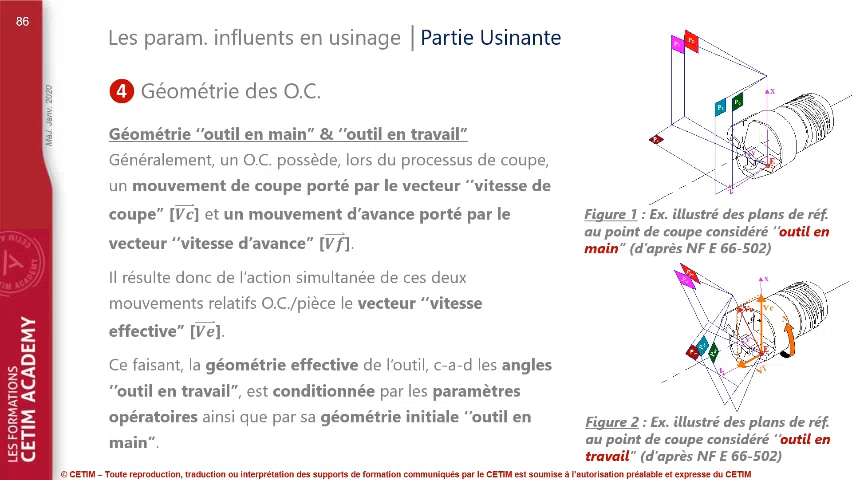 86
Les param. influents en usinage | Partie Usinante
MàJ. Janv. 2020
4 Géométrie des O.C.
Géométrie ‘’outil en main’’ & ‘’outil en travail’’
Généralement, un O.C. possède, lors du processus de coupe,
un mouvement de coupe porté par le vecteur ‘’vitesse de
coupe’’ [Vc] et un mouvement d’avance porté par le
vecteur ‘’vitesse d’avance’’ [Vf].
Il résulte donc de l’action simultanée de ces deux
mouvements relatifs O.C./pièce le vecteur ‘’vitesse
effective’’ [Ve].
Ce faisant, la géométrie effective de l’outil, c-a-d les angles
‘’outil en travail’’, est conditionnée par les paramètres
opératoires ainsi que par sa géométrie initiale ‘’outil en
main’’.
Figure 1 : Ex. illustré des plans de réf.
au point de coupe considéré ‘’outil en
main’’ (d’après NF E 66-502)
Figure 2 : Ex. illustré des plans de réf.
au point de coupe considéré ‘’outil en
travail’’ (d’après NF E 66-502)
CETIM ACADEMY
LES FORMATIONS
CETIM ACADEMY
© CETIM – Toute reproduction, traduction ou interprétation des supports de formation communiqués par le CETIM est soumise à l’autorisation préalable et expresse du CETIM